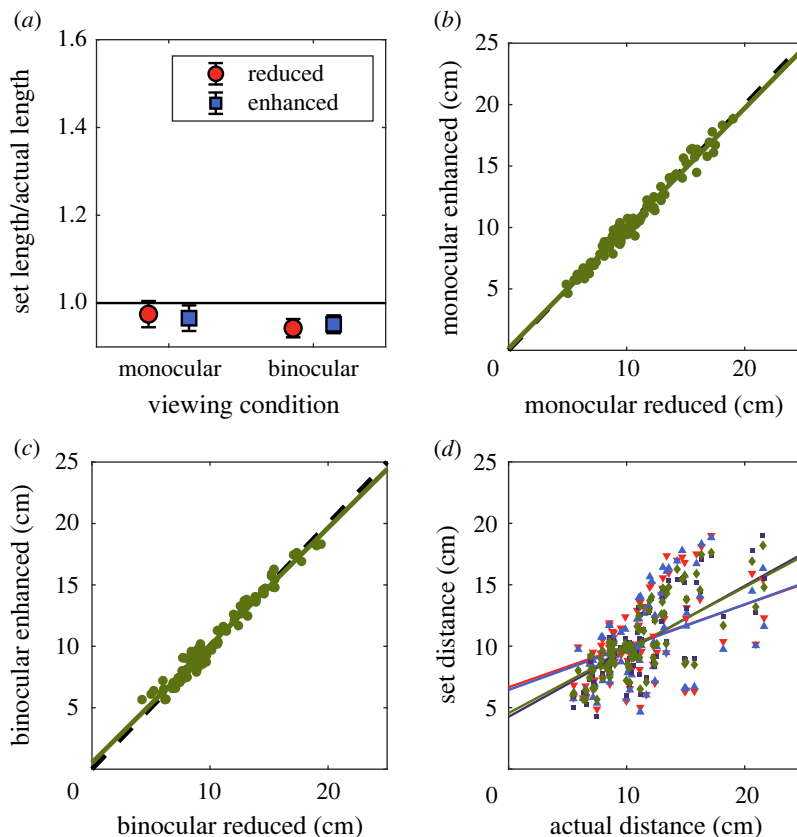 (a)
1.6
1.4
1.2
1.0
set length/actual length
reduced
enhanced
monocular
binocular
viewing condition
(b)
25
20
15
10
5
0
10
20
monocular enhanced (cm)
monocular reduced (cm)
(c)
25
20
15
10
5
0
10
20
binocular enhanced (cm)
binocular reduced (cm)
(d)
25
20
15
10
5
0
10
20
set distance (cm)
actual distance (cm)